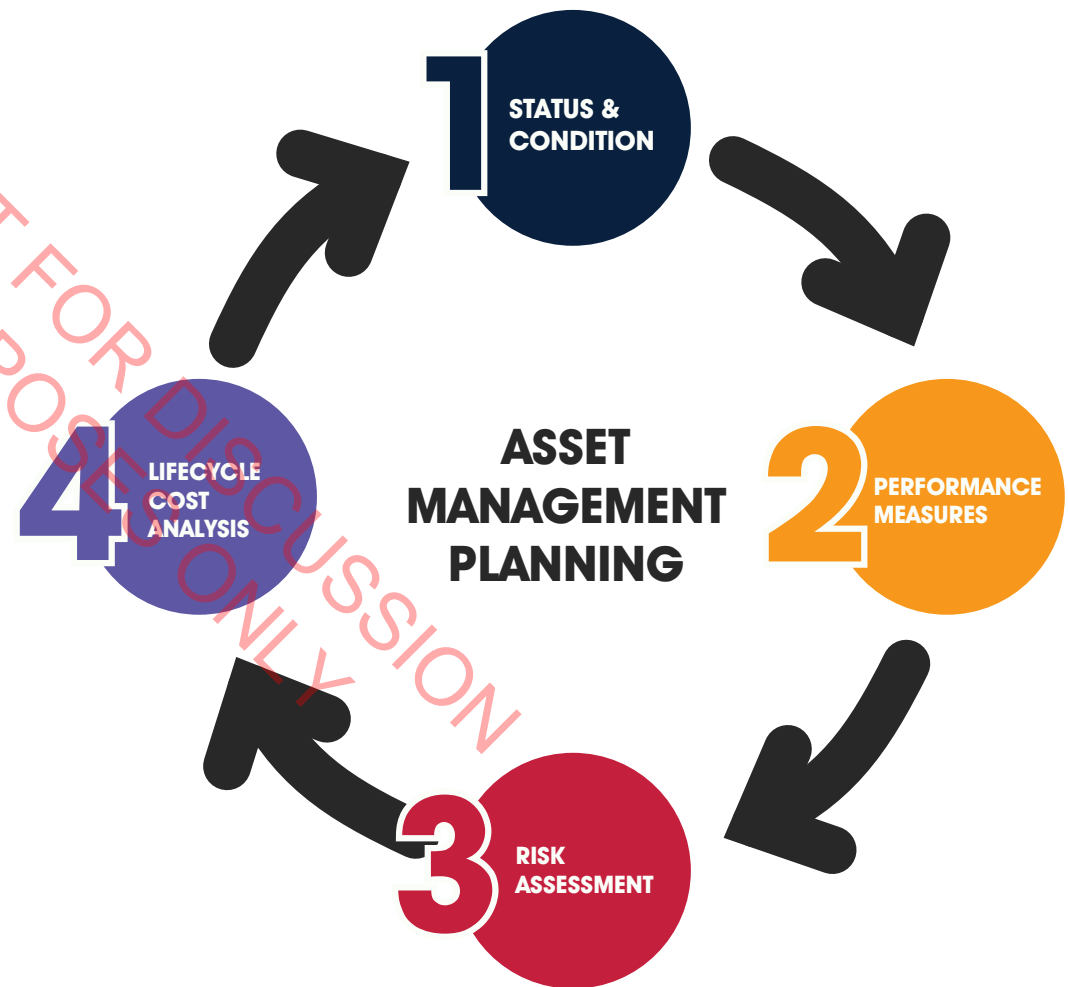 1
STATUS &
CONDITION
2
PERFORMANCE
MEASURES
3
RISK
ASSESSMENT
4
LIFECYCLE
COST
ANALYSIS
ASSET
MANAGEMENT
PLANNING
FOR DISCUSSION
ONLY